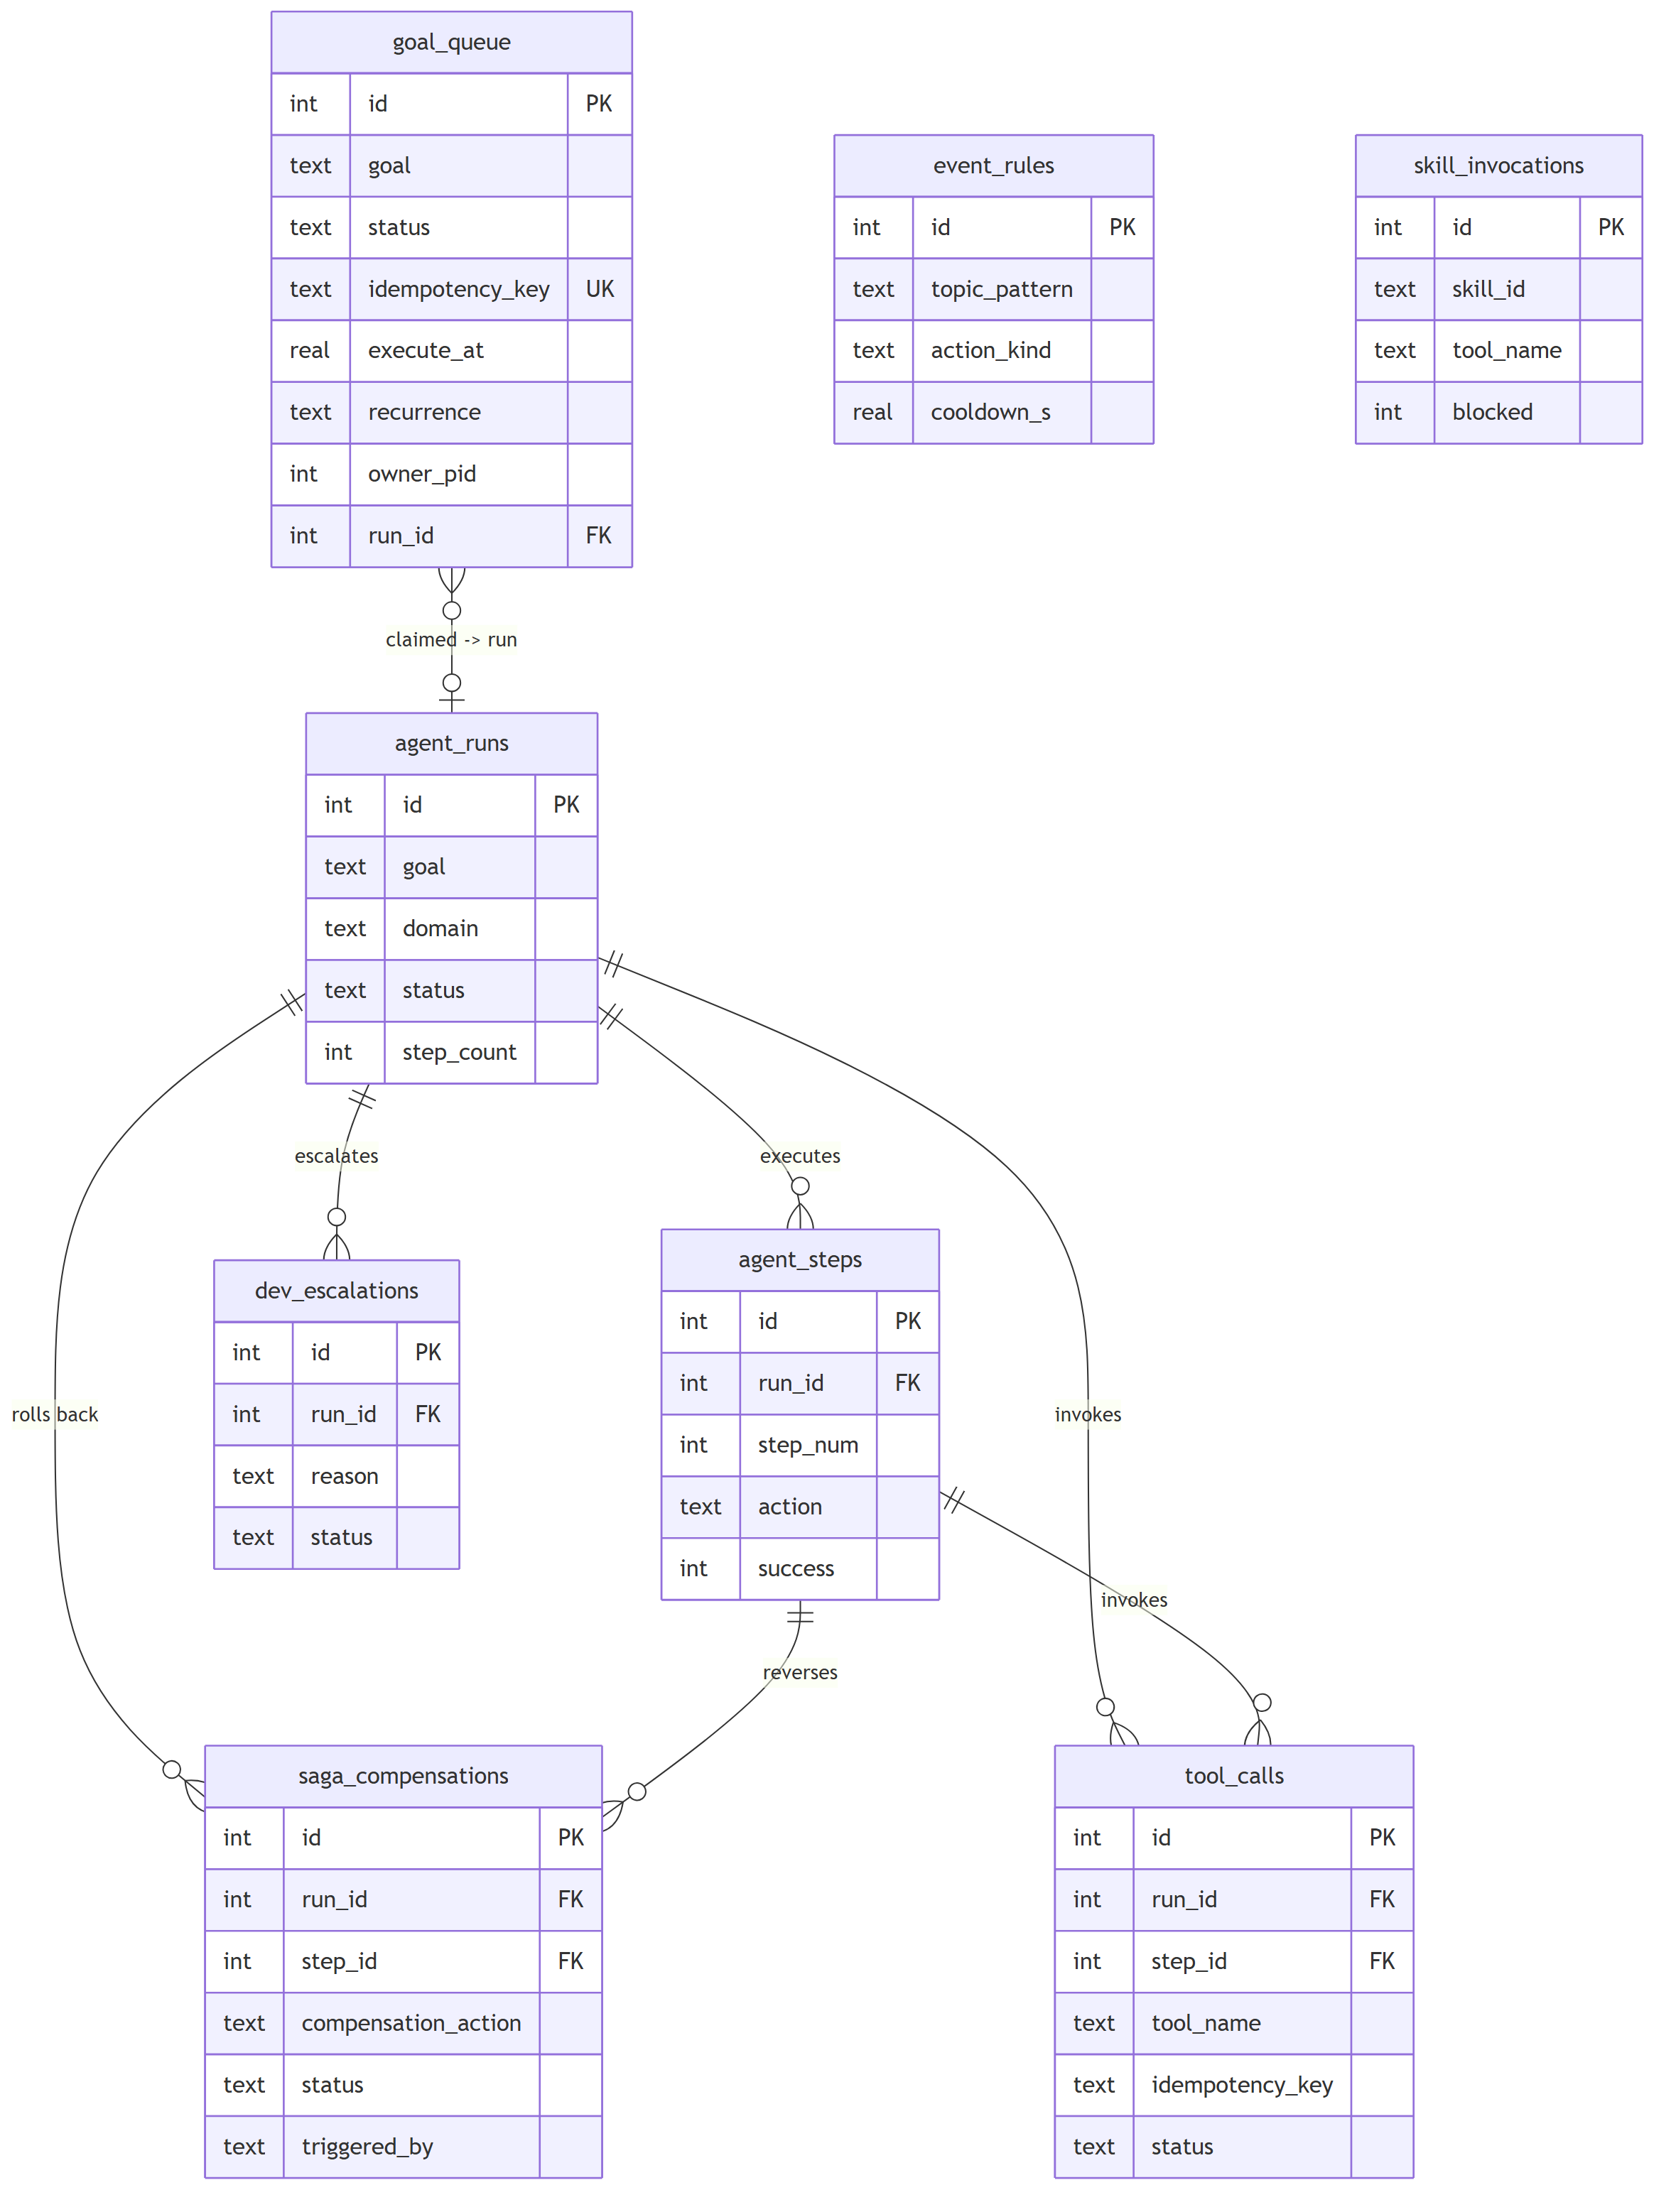 goal_queue
int id PK
text goal
text status
text idempotency_key UK
real execute_at
text recurrence
int owner_pid
int run_id FK
event_rules
int id PK
text topic_pattern
text action_kind
real cooldown_s
skill_invocations
int id PK
text skill_id
text tool_name
int blocked
claimed -> run
agent_runs
int id PK
text goal
text domain
text status
int step_count
escalates
executes
dev_escalations
int id PK
int run_id FK
text reason
text status
agent_steps
int id PK
int run_id FK
int step_num
text action
int success
rolls back
invokes
invokes
reverses
saga_compensations
int id PK
int run_id FK
int step_id FK
text compensation_action
text status
text triggered_by
tool_calls
int id PK
int run_id FK
int step_id FK
text tool_name
text idempotency_key
text status